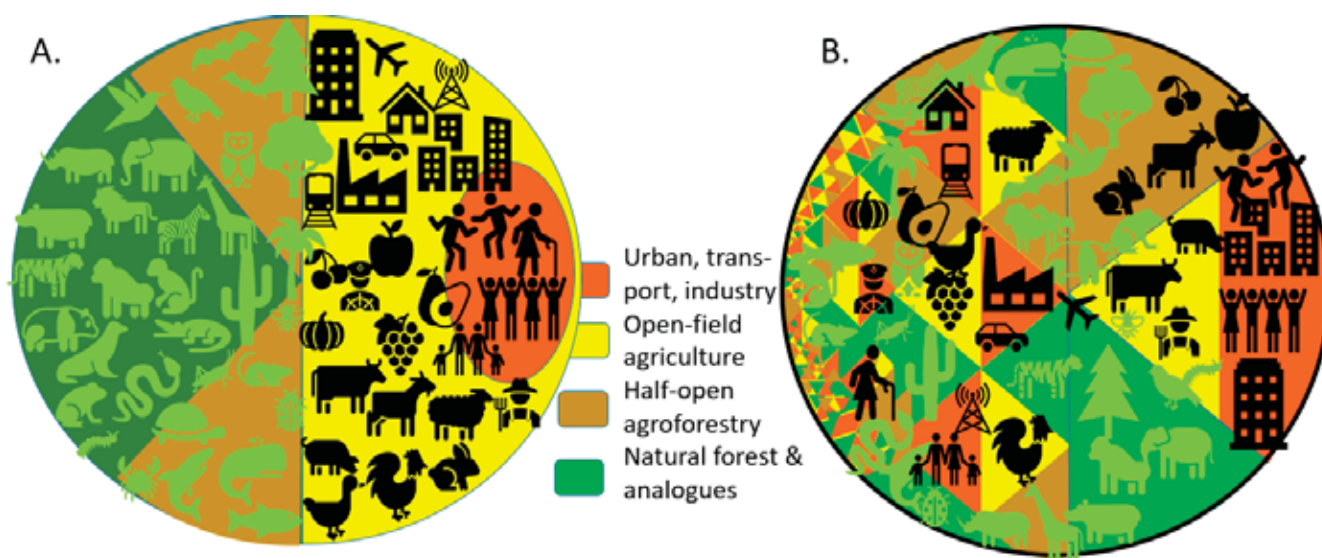 A.
B.
Urban, trans-
port, industry
Open-field
agriculture
Half-open
agroforestry
Natural forest &
analogues